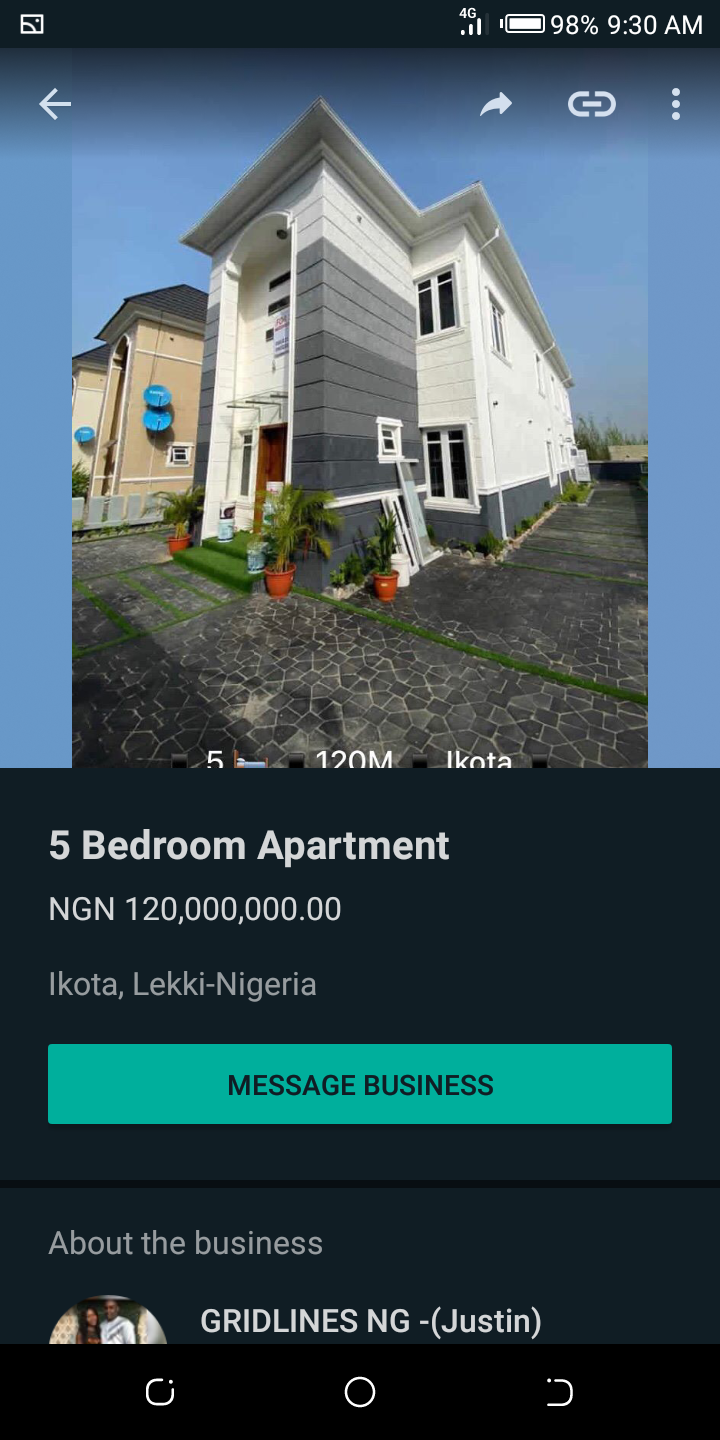 4G 98% 9:30 AM
5 120M Ikota
5 Bedroom Apartment
NGN 120,000,000.00
Ikota, Lekki-Nigeria
MESSAGE BUSINESS
About the business
GRIDLINES NG -(Justin)